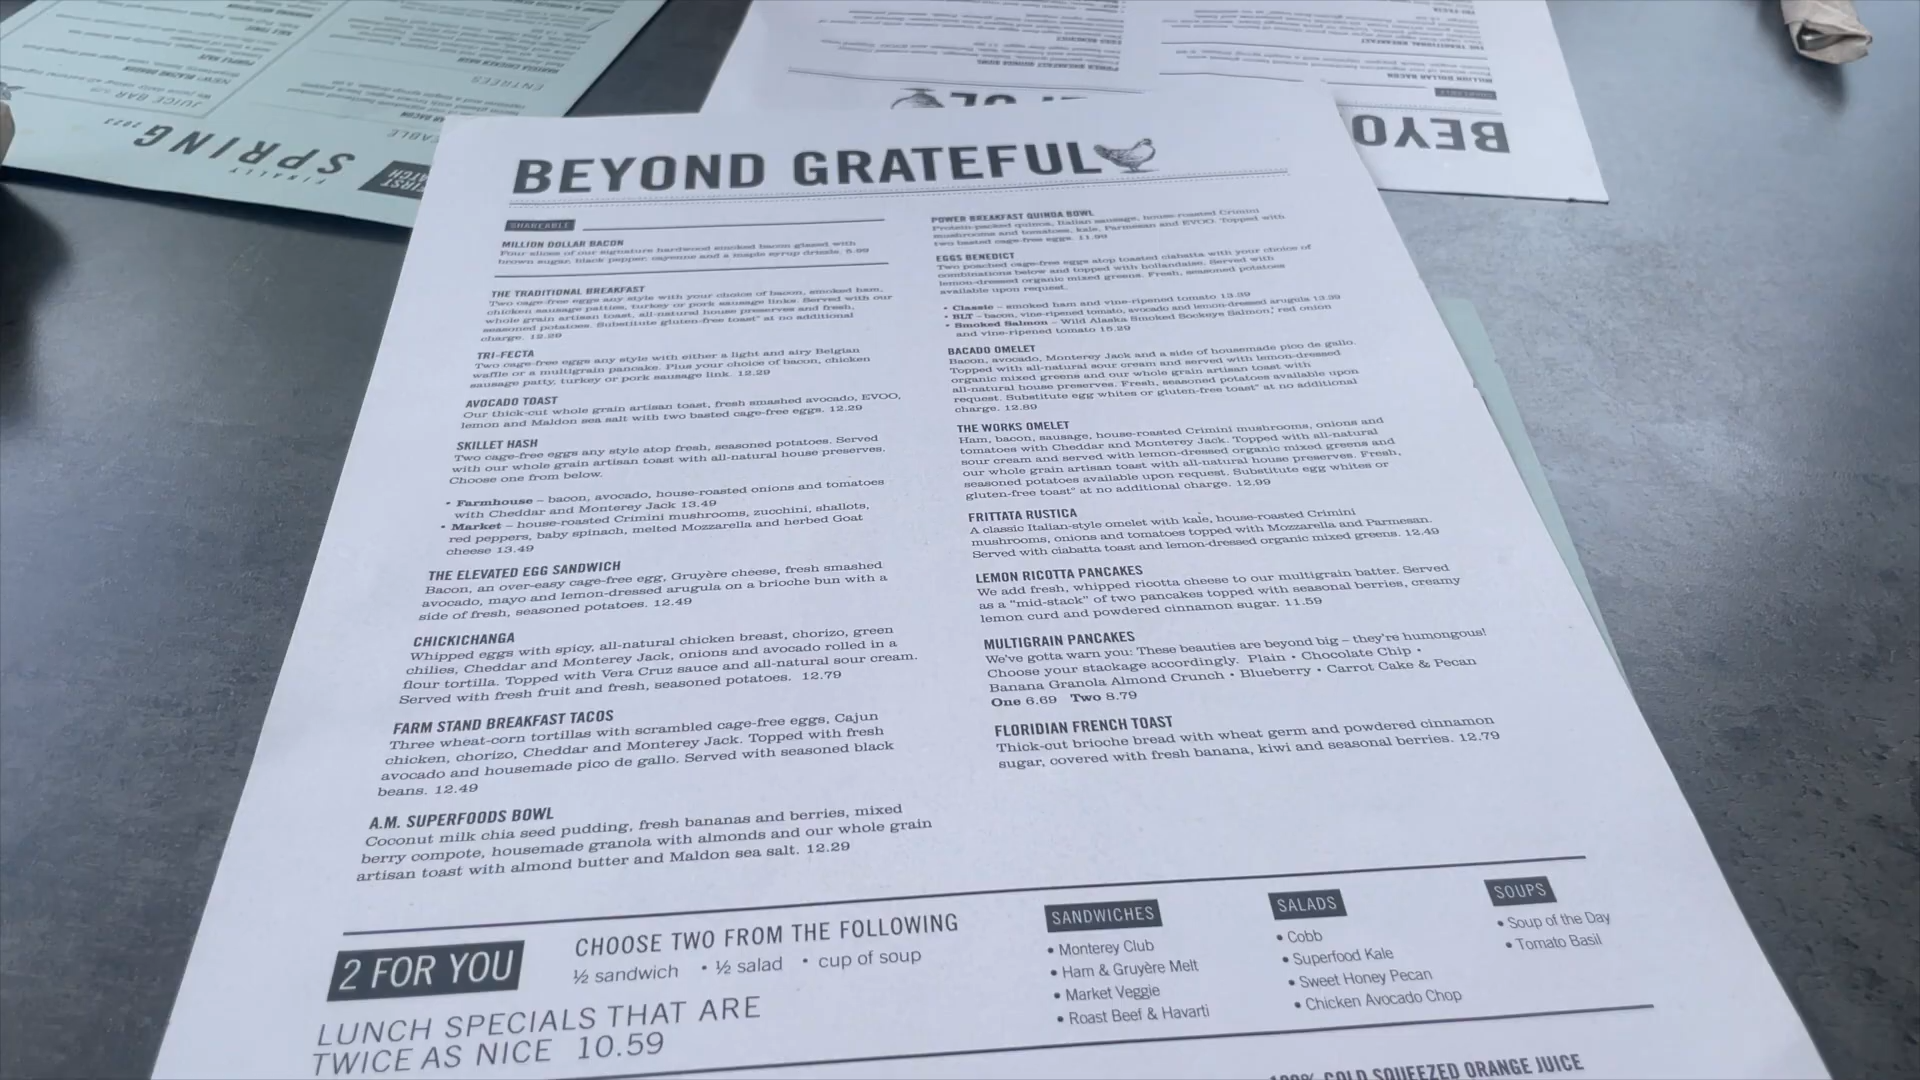 BEYOND GRATEFUL
SHAREABLE
MILLION DOLLAR BACON
Four slices of our signature hardwood smoked bacon glazed with
brown sugar, black pepper, cayenne and a maple syrup drizzle. 6.99
THE TRADITIONAL BREAKFAST
Two cage-free eggs any style with your choice of bacon, smoked ham,
chicken sausage patties, turkey or pork sausage links. Served with our
whole grain artisan toast, all-natural house preserves and fresh,
seasoned potatoes. Substitute gluten-free toast* at no additional
charge. 12.29
TRI-FECTA
Two cage-free eggs any style with either a light and airy Belgian
waffle or a multigrain pancake. Plus your choice of bacon, chicken
sausage patty, turkey or pork sausage link. 12.29
AVOCADO TOAST
Our thick-cut whole grain artisan toast, fresh smashed avocado, EVOO,
lemon and Maldon sea salt with two basted cage-free eggs. 12.29
SKILLET HASH
Two cage-free eggs any style atop fresh, seasoned potatoes. Served
with our whole grain artisan toast with all-natural house preserves.
Choose one from below.
• Farmhouse – bacon, avocado, house-roasted onions and tomatoes
with Cheddar and Monterey Jack 13.49
• Market – house-roasted Crimini mushrooms, zucchini, shallots,
red peppers, baby spinach, melted Mozzarella and herbed Goat
cheese 13.49
THE ELEVATED EGG SANDWICH
Bacon, an over-easy cage-free egg, Gruyère cheese, fresh smashed
avocado, mayo and lemon-dressed arugula on a brioche bun with a
side of fresh, seasoned potatoes. 12.49
CHICKICHANGA
Whipped eggs with spicy, all-natural chicken breast, chorizo, green
chilies, Cheddar and Monterey Jack, onions and avocado rolled in a
flour tortilla. Topped with Vera Cruz sauce and all-natural sour cream.
Served with fresh fruit and fresh, seasoned potatoes. 12.79
FARM STAND BREAKFAST TACOS
Three wheat-corn tortillas with scrambled cage-free eggs, Cajun
chicken, chorizo, Cheddar and Monterey Jack. Topped with fresh
avocado and housemade pico de gallo. Served with seasoned black
beans. 12.49
A.M. SUPERFOODS BOWL
Coconut milk chia seed pudding, fresh bananas and berries, mixed
berry compote, housemade granola with almonds and our whole grain
artisan toast with almond butter and Maldon sea salt. 12.29
POWER BREAKFAST QUINOA BOWL
Protein-packed quinoa, Italian sausage, house-roasted Crimini
mushrooms and tomatoes, kale, Parmesan and EVOO. Topped with
two basted cage-free eggs. 11.99
EGGS BENEDICT
Two poached cage-free eggs atop toasted ciabatta with your choice of
combinations below and topped with hollandaise. Served with
lemon-dressed organic mixed greens. Fresh, seasoned potatoes
available upon request.
• Classic – smoked ham and vine-ripened tomato 13.39
• BLT – bacon, vine-ripened tomato, avocado and lemon-dressed arugula 13.39
• Smoked Salmon – Wild Alaska Smoked Sockeye Salmon, red onion
and vine-ripened tomato 15.29
BACADO OMELET
Bacon, avocado, Monterey Jack and a side of housemade pico de gallo.
Topped with all-natural sour cream and served with lemon-dressed
organic mixed greens and our whole grain artisan toast with
all-natural house preserves. Fresh, seasoned potatoes available upon
request. Substitute egg whites or gluten-free toast* at no additional
charge. 12.89
THE WORKS OMELET
Ham, bacon, sausage, house-roasted Crimini mushrooms, onions and
tomatoes with Cheddar and Monterey Jack. Topped with all-natural
sour cream and served with lemon-dressed organic mixed greens and
our whole grain artisan toast with all-natural house preserves. Fresh,
seasoned potatoes available upon request. Substitute egg whites or
gluten-free toast* at no additional charge. 12.99
FRITTATA RUSTICA
A classic Italian-style omelet with kale, house-roasted Crimini
mushrooms, onions and tomatoes topped with Mozzarella and Parmesan.
Served with ciabatta toast and lemon-dressed organic mixed greens. 12.49
LEMON RICOTTA PANCAKES
We add fresh, whipped ricotta cheese to our multigrain batter. Served
as a "mid-stack" of two pancakes topped with seasonal berries, creamy
lemon curd and powdered cinnamon sugar. 11.59
MULTIGRAIN PANCAKES
We've gotta warn you: These beauties are beyond big – they're humongous!
Choose your stackage accordingly. Plain • Chocolate Chip •
Banana Granola Almond Crunch • Blueberry • Carrot Cake & Pecan
One 6.69 Two 8.79
FLORIDIAN FRENCH TOAST
Thick-cut brioche bread with wheat germ and powdered cinnamon
sugar, covered with fresh banana, kiwi and seasonal berries. 12.79
2 FOR YOU
CHOOSE TWO FROM THE FOLLOWING
½ sandwich • ½ salad • cup of soup
LUNCH SPECIALS THAT ARE
TWICE AS NICE 10.59
SANDWICHES
• Monterey Club
• Ham & Gruyère Melt
• Market Veggie
• Roast Beef & Havarti
SALADS
• Cobb
• Superfood Kale
• Sweet Honey Pecan
• Chicken Avocado Chop
SOUPS
• Soup of the Day
• Tomato Basil
100% COLD SQUEEZED ORANGE JUICE
FINALLY
SPRING 2023
JUICE BAR
ENTREES
BEYO
MILLION DOLLAR BACON
THE TRADITIONAL BREAKFAST
POWER BREAKFAST QUINOA BOWL
EGGS BENEDICT